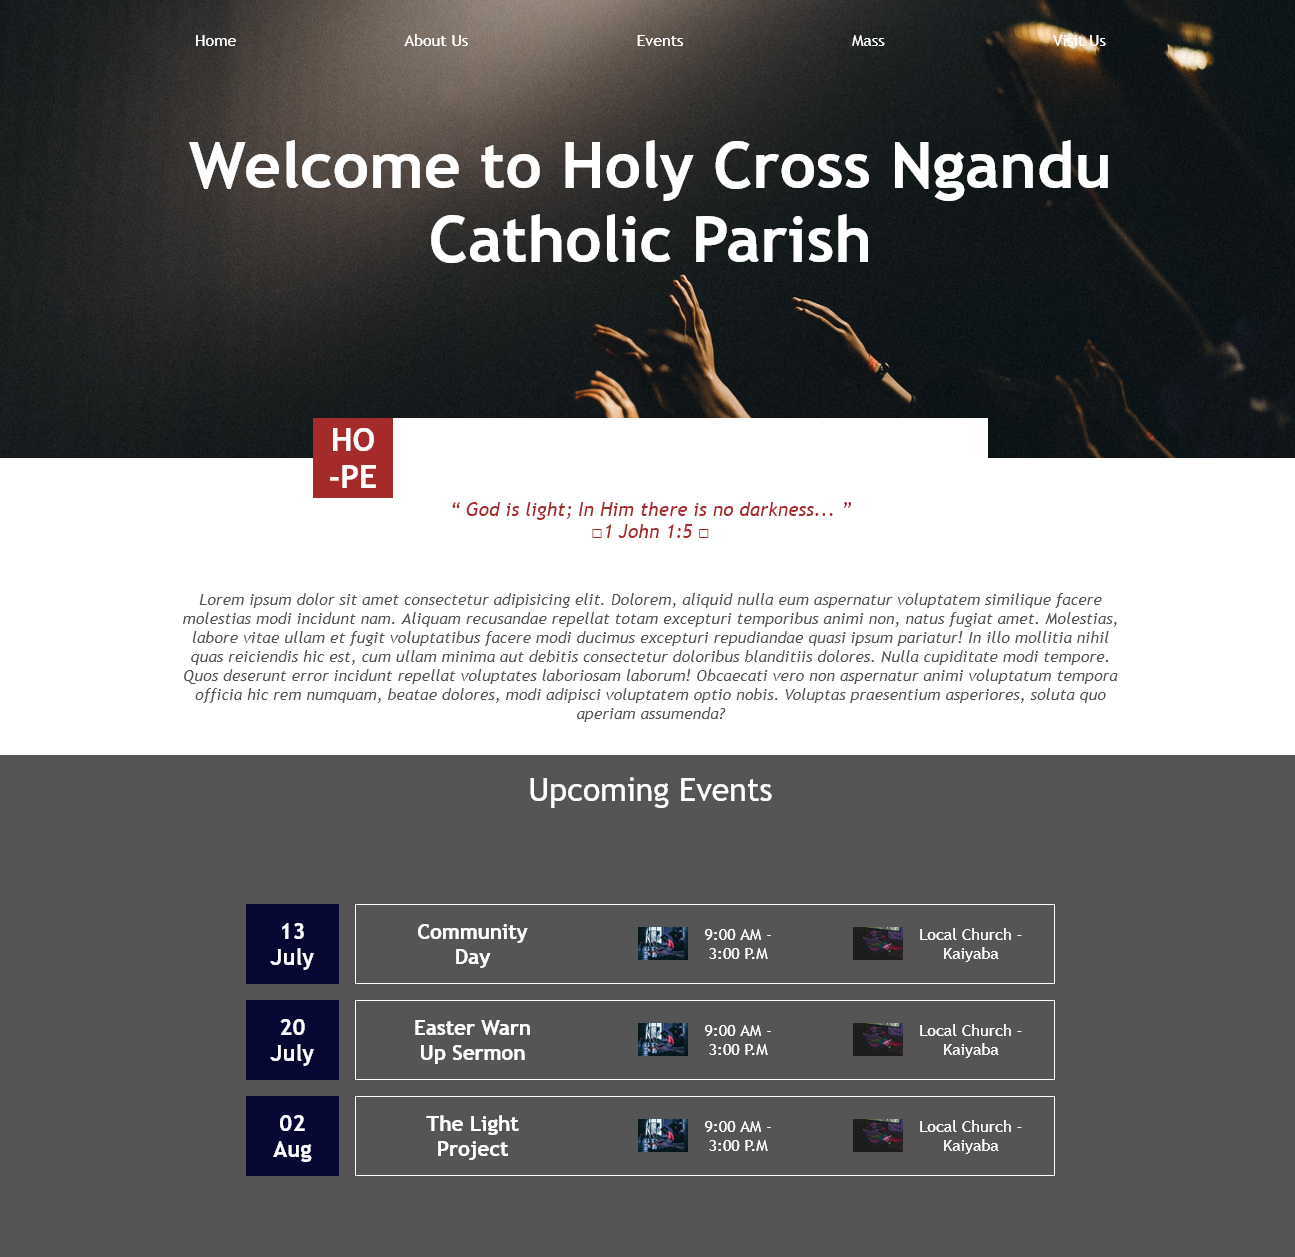 Home About Us Events Mass Visit Us
Welcome to Holy Cross Ngandu
Catholic Parish
HO
-PE
“ God is light; In Him there is no darkness... ”
□1 John 1:5 □
Lorem ipsum dolor sit amet consectetur adipisicing elit. Dolorem, aliquid nulla eum aspernatur voluptatem similique facere
molestias modi incidunt nam. Aliquam recusandae repellat totam excepturi temporibus animi non, natus fugiat amet. Molestias,
labore vitae ullam et fugit voluptatibus facere modi ducimus excepturi repudiandae quasi ipsum pariatur! In illo mollitia nihil
quas reiciendis hic est, cum ullam minima aut debitis consectetur doloribus blanditiis dolores. Nulla cupiditate modi tempore.
Quos deserunt error incidunt repellat voluptates laboriosam laborum! Obcaecati vero non aspernatur animi voluptatum tempora
officia hic rem numquam, beatae dolores, modi adipisci voluptatem optio nobis. Voluptas praesentium asperiores, soluta quo
aperiam assumenda?
Upcoming Events
13
July
Community
Day
9:00 AM -
3:00 P.M
Local Church -
Kaiyaba
20
July
Easter Warn
Up Sermon
9:00 AM -
3:00 P.M
Local Church -
Kaiyaba
02
Aug
The Light
Project
9:00 AM -
3:00 P.M
Local Church -
Kaiyaba